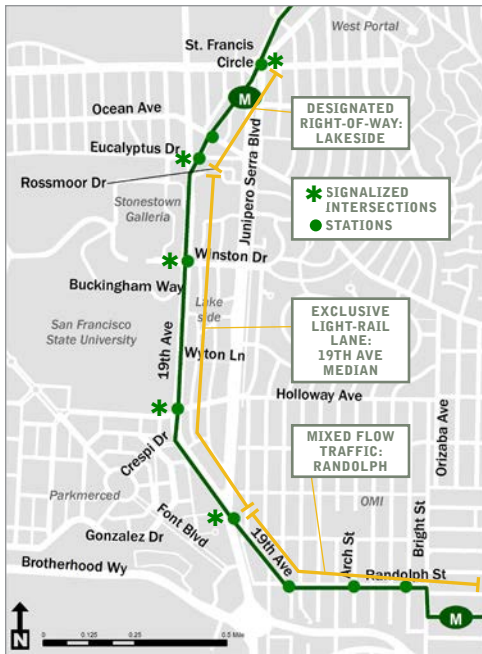 West Portal
St. Francis
Circle
M
Ocean Ave
DESIGNATED
RIGHT-OF-WAY:
LAKESIDE
Eucalyptus Dr
Rossmoor Dr
Junipero Serra Blvd
SIGNALIZED
INTERSECTIONS
STATIONS
Stonestown
Galleria
Winston Dr
Buckingham Way
Lake
side
San Francisco
State University
19th Ave
EXCLUSIVE
LIGHT-RAIL
LANE:
19TH AVE
MEDIAN
Wyton Ln
Holloway Ave
Crespi Dr
MIXED FLOW
TRAFFIC:
RANDOLPH
Orizaba Ave
Parkmerced
Font Blvd
OMI
Gonzalez Dr
19th Ave
Arch St
Bright St
Brotherhood Wy
Randolph St
M
N
0 0.125 0.25 0.5 Mile